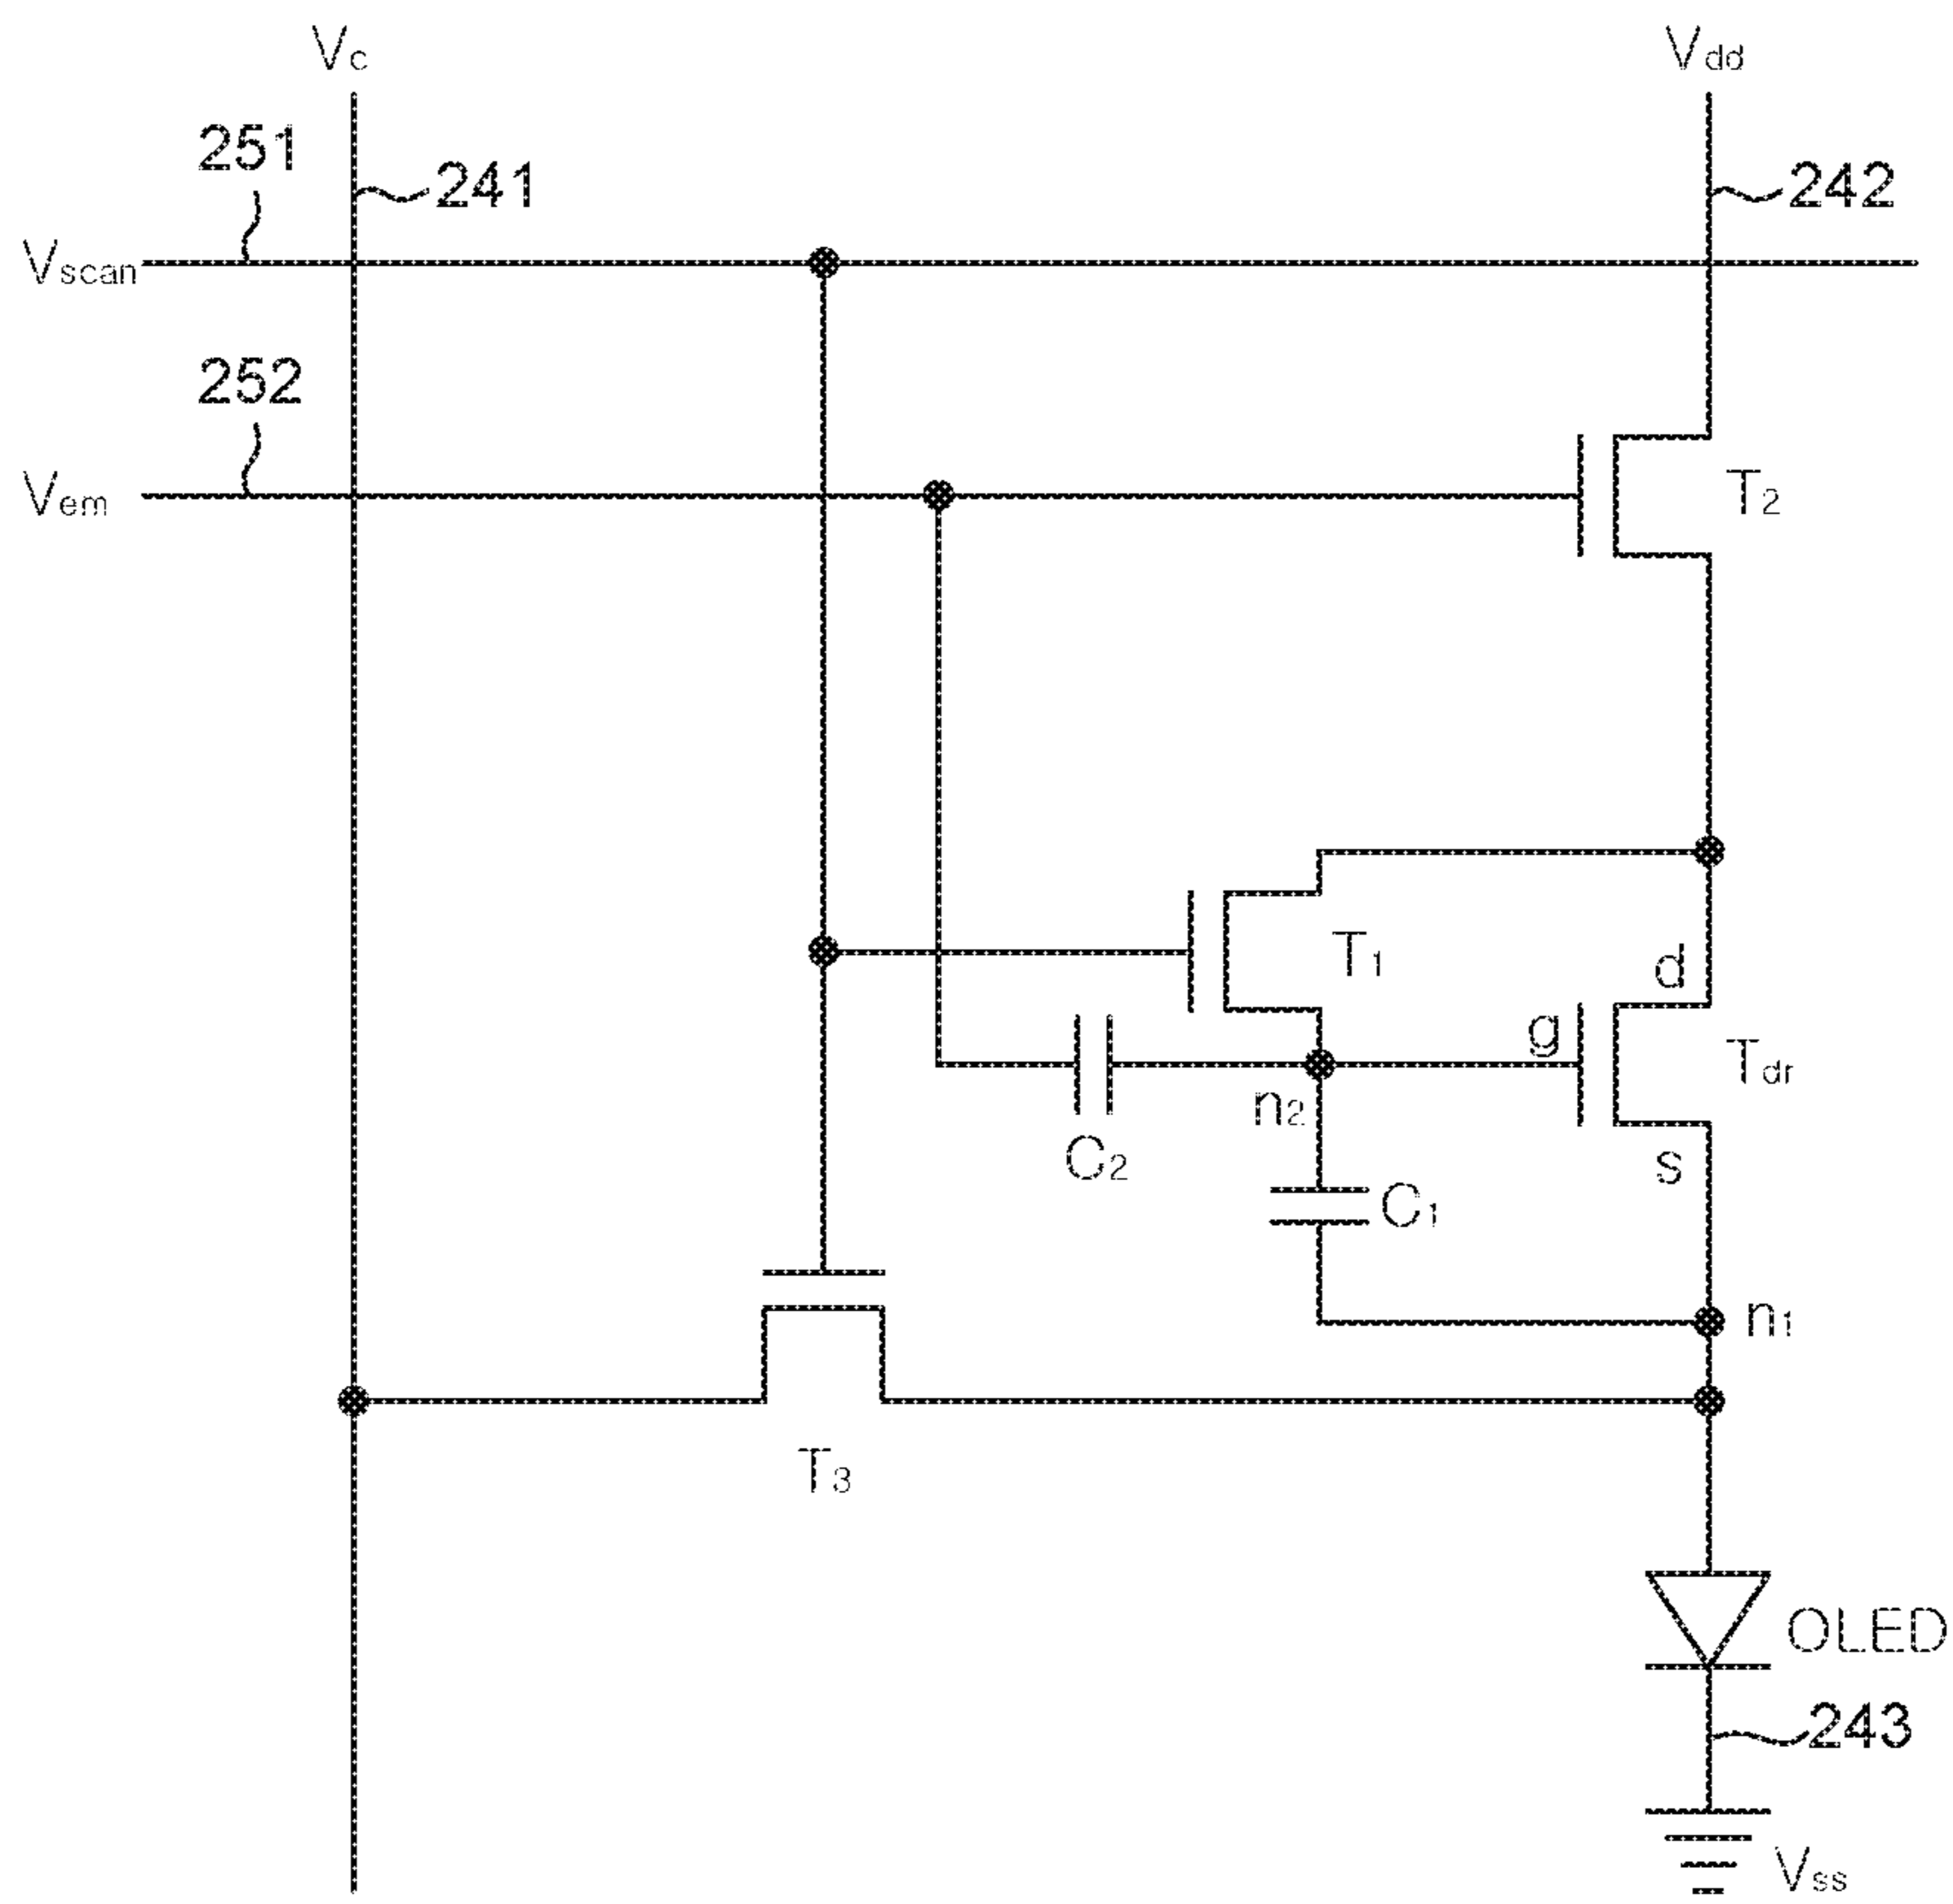 Vc
Vdd
251
241
242
Vscan
252
Vem
T2
T1
d
g
Tdr
n2
C2
s
C1
n1
T3
OLED
243
Vss